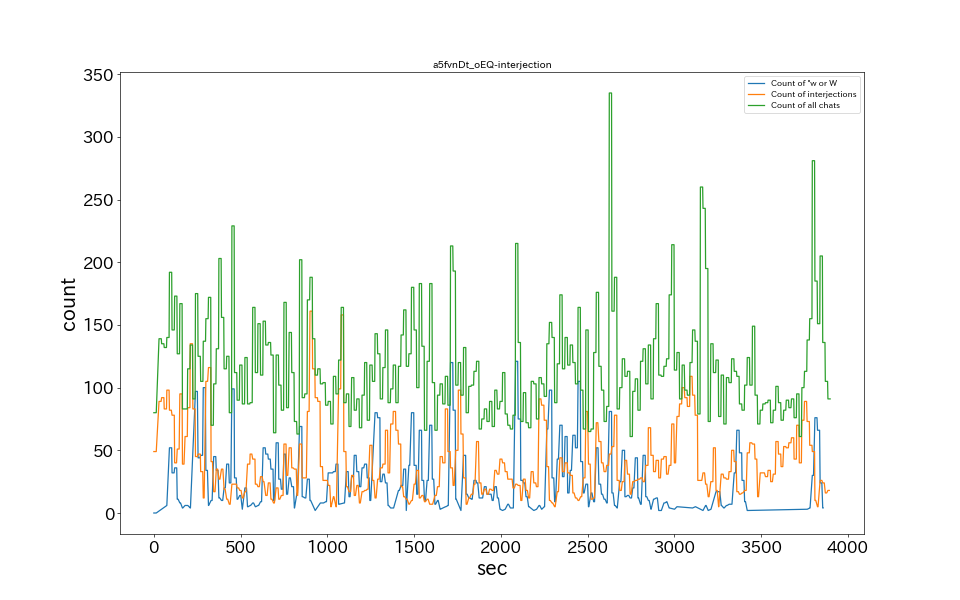 a5fvnDt_oEQ-interjection
Count of "w or W
Count of interjections
Count of all chats
count
350
300
250
200
150
100
50
0
0 500 1000 1500 2000 2500 3000 3500 4000
sec